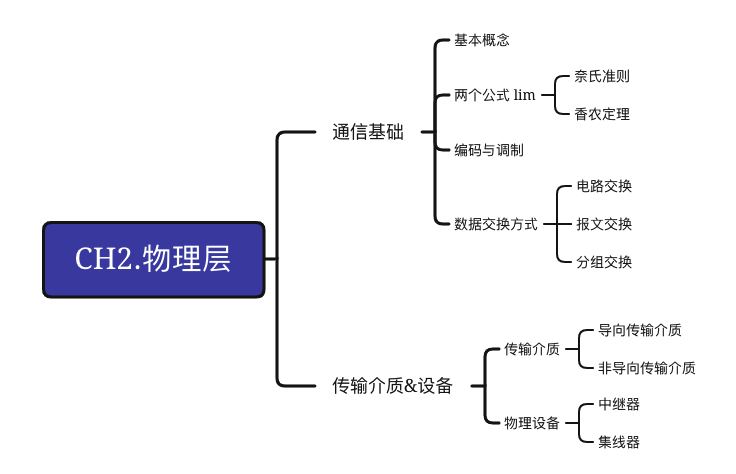 CH2.物理层
通信基础
基本概念
两个公式 lim
奈氏准则
香农定理
编码与调制
数据交换方式
电路交换
报文交换
分组交换
传输介质&设备
传输介质
导向传输介质
非导向传输介质
物理设备
中继器
集线器